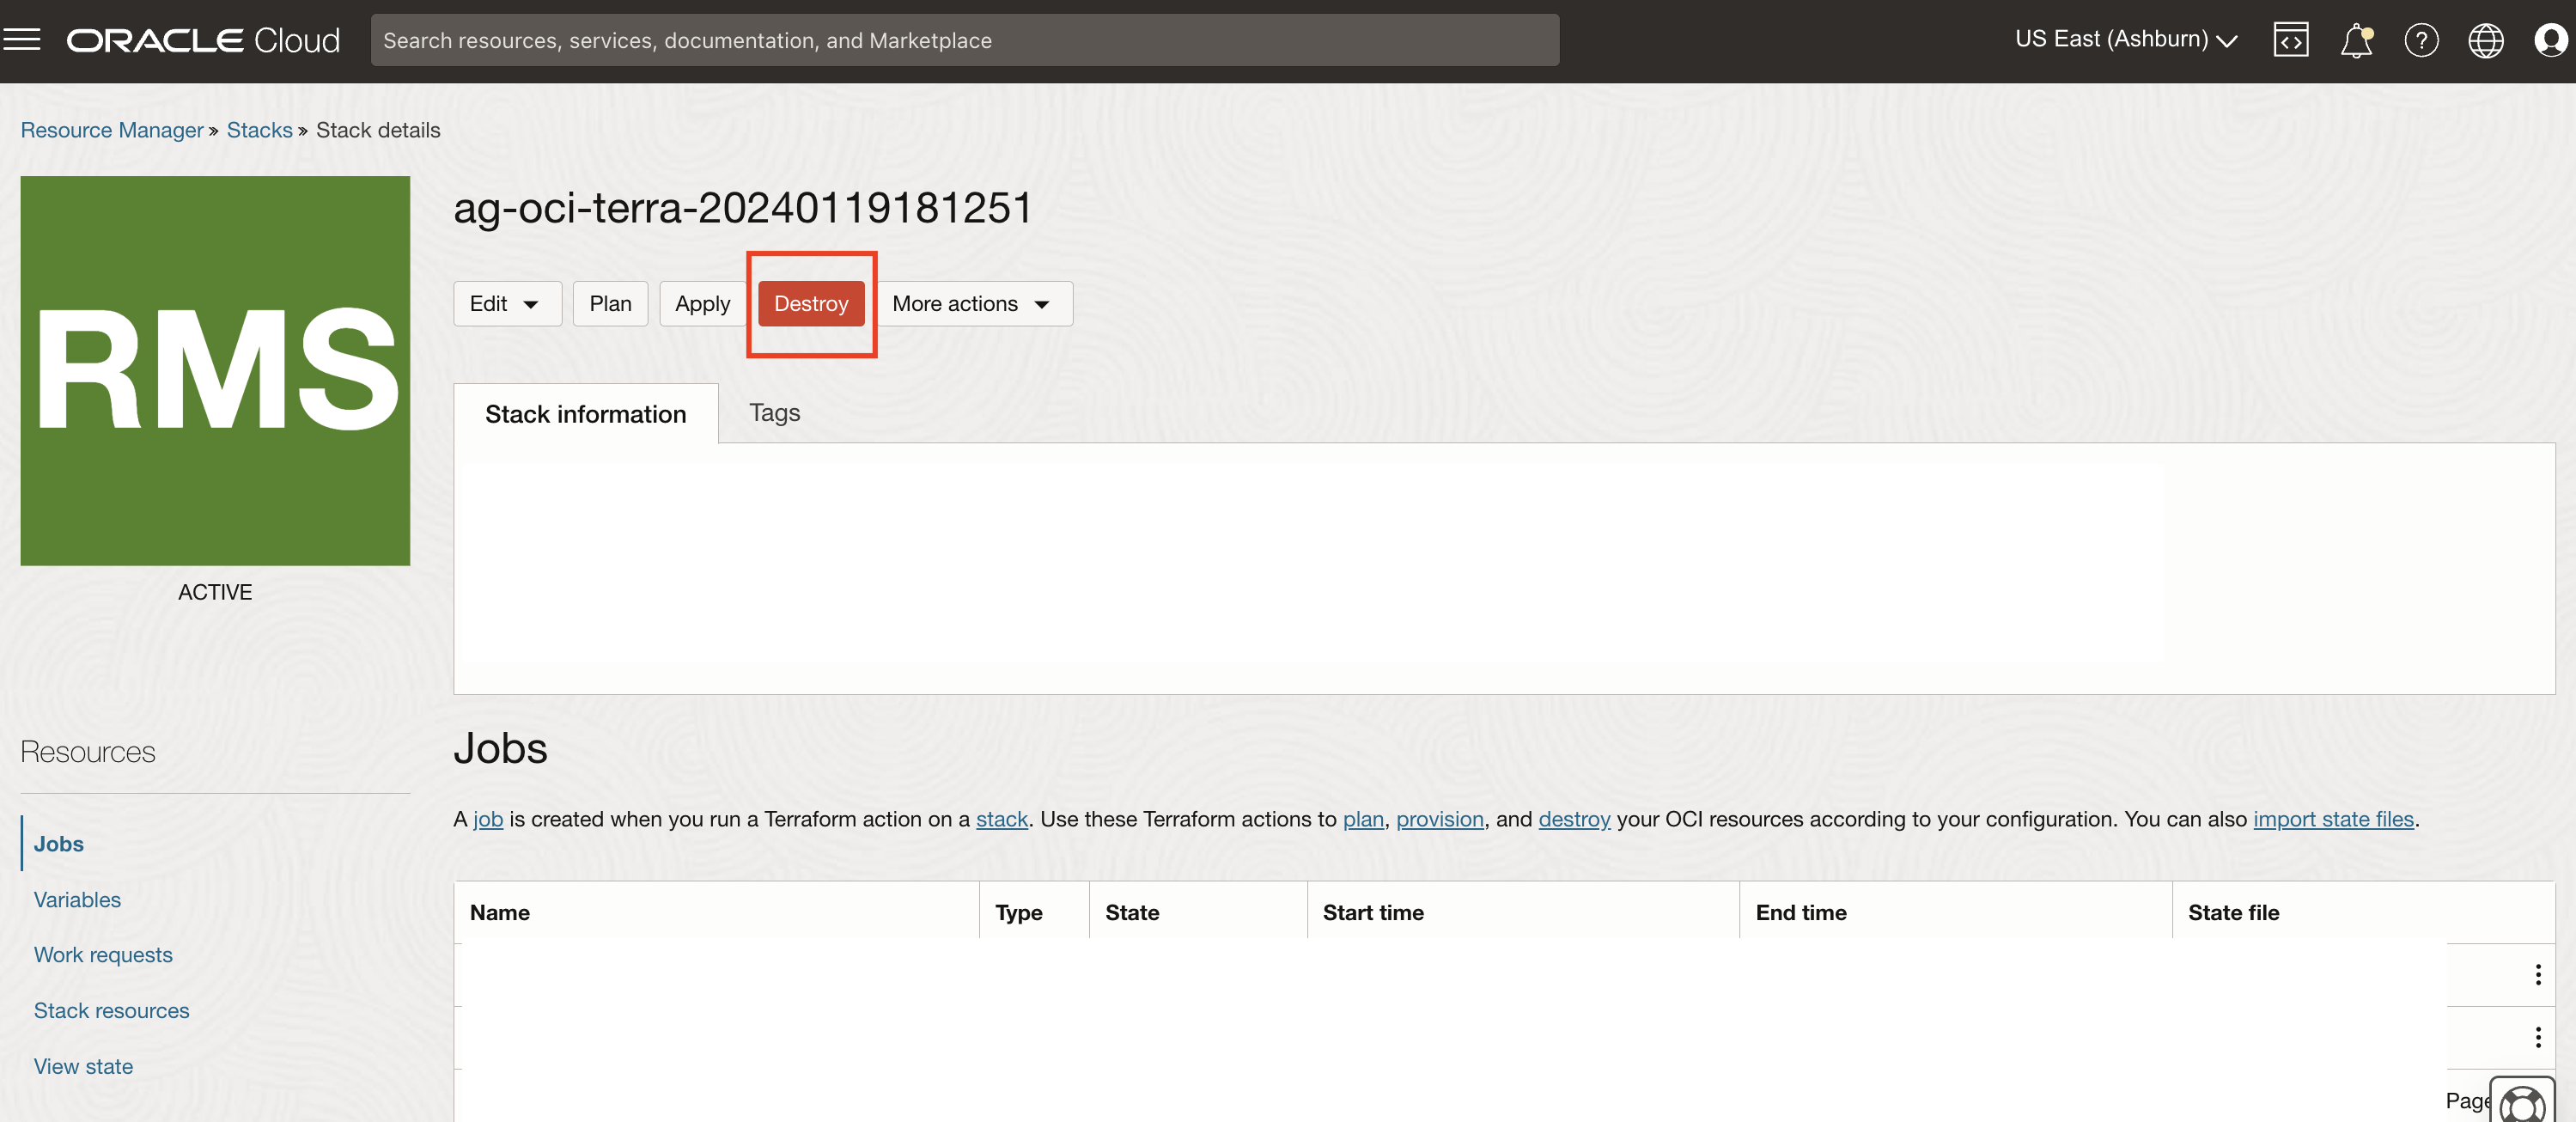 ORACLE Cloud
Search resources, services, documentation, and Marketplace
US East (Ashburn)
Resource Manager » Stacks » Stack details
RMS
ACTIVE
ag-oci-terra-20240119181251
Edit
Plan
Apply
Destroy
More actions
Stack information
Tags
Resources
Jobs
Variables
Work requests
Stack resources
View state
Jobs
A job is created when you run a Terraform action on a stack. Use these Terraform actions to plan, provision, and destroy your OCI resources according to your configuration. You can also import state files.
Name Type State Start time End time State file
Page